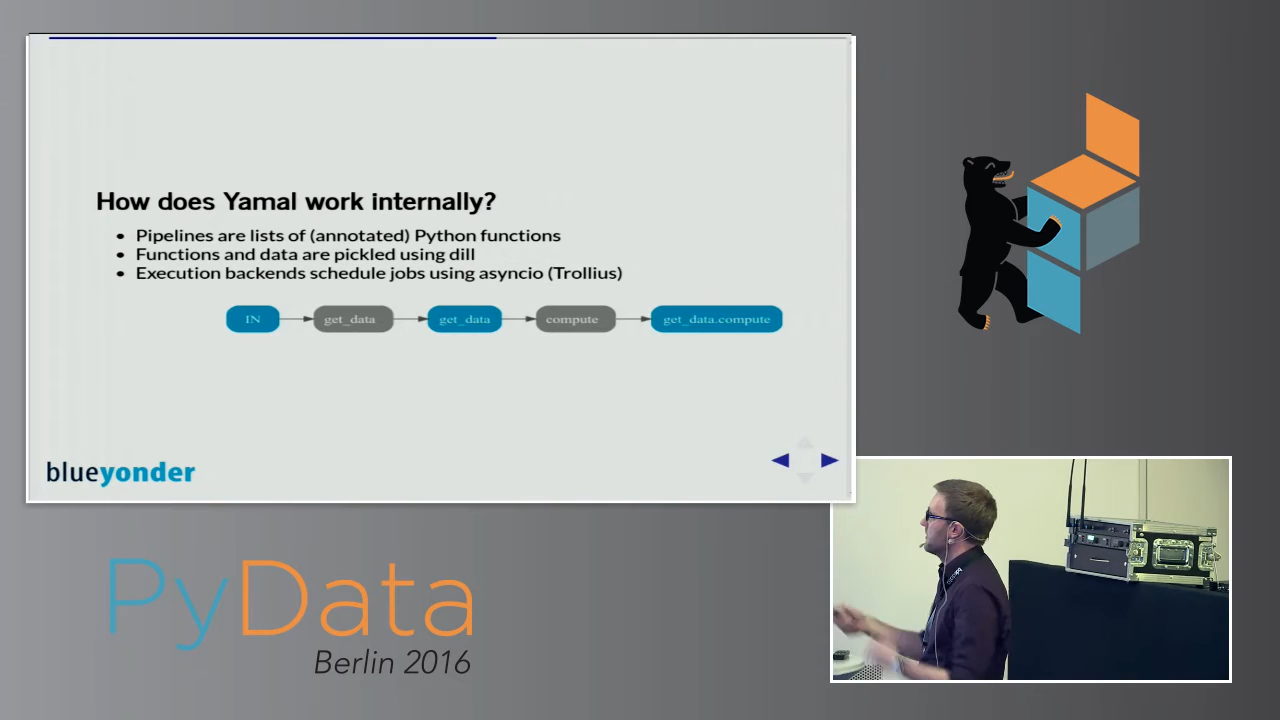 How does Yamal work internally?
• Pipelines are lists of (annotated) Python functions
• Functions and data are pickled using dill
• Execution backends schedule jobs using asyncio (Trollius)
IN get_data get_data compute get_data.compute
blueyonder
PyData
Berlin 2016